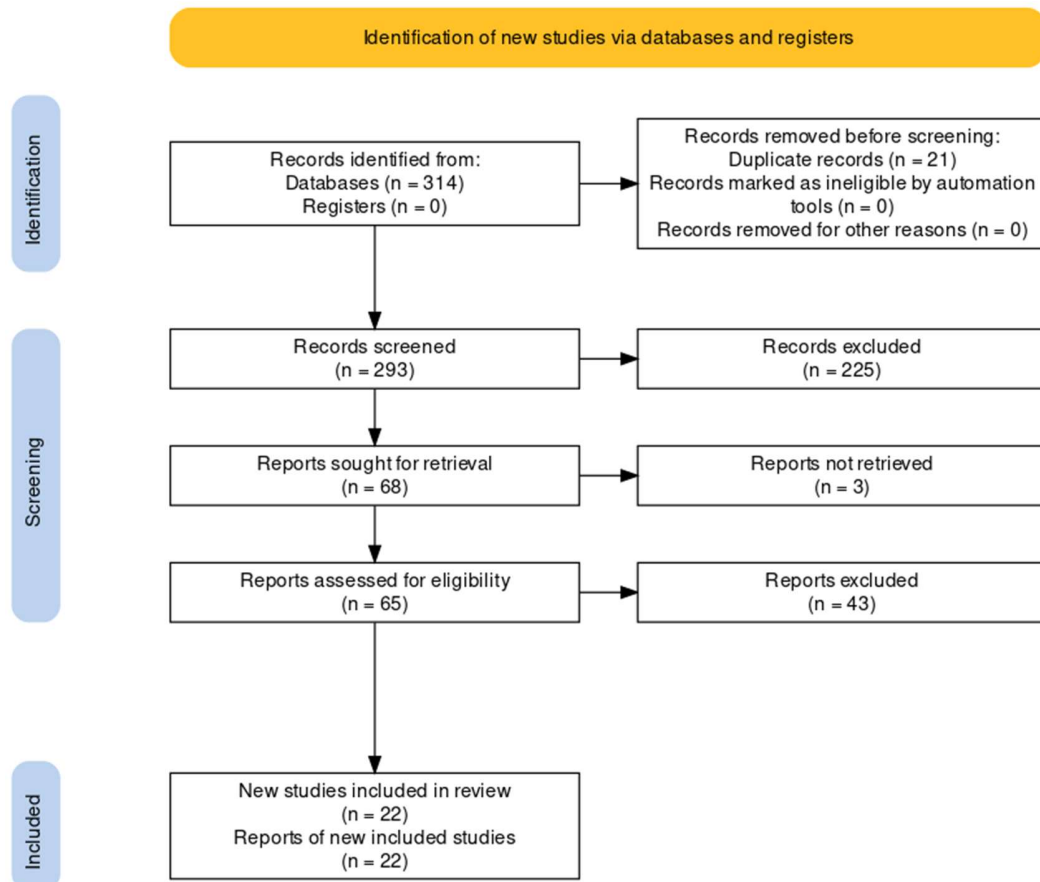 Identification of new studies via databases and registers
Identification
Records identified from:
Databases (n = 314)
Registers (n = 0)
Records removed before screening:
Duplicate records (n = 21)
Records marked as ineligible by automation
tools (n = 0)
Records removed for other reasons (n = 0)
Screening
Records screened
(n = 293)
Records excluded
(n = 225)
Reports sought for retrieval
(n = 68)
Reports not retrieved
(n = 3)
Reports assessed for eligibility
(n = 65)
Reports excluded
(n = 43)
Included
New studies included in review
(n = 22)
Reports of new included studies
(n = 22)